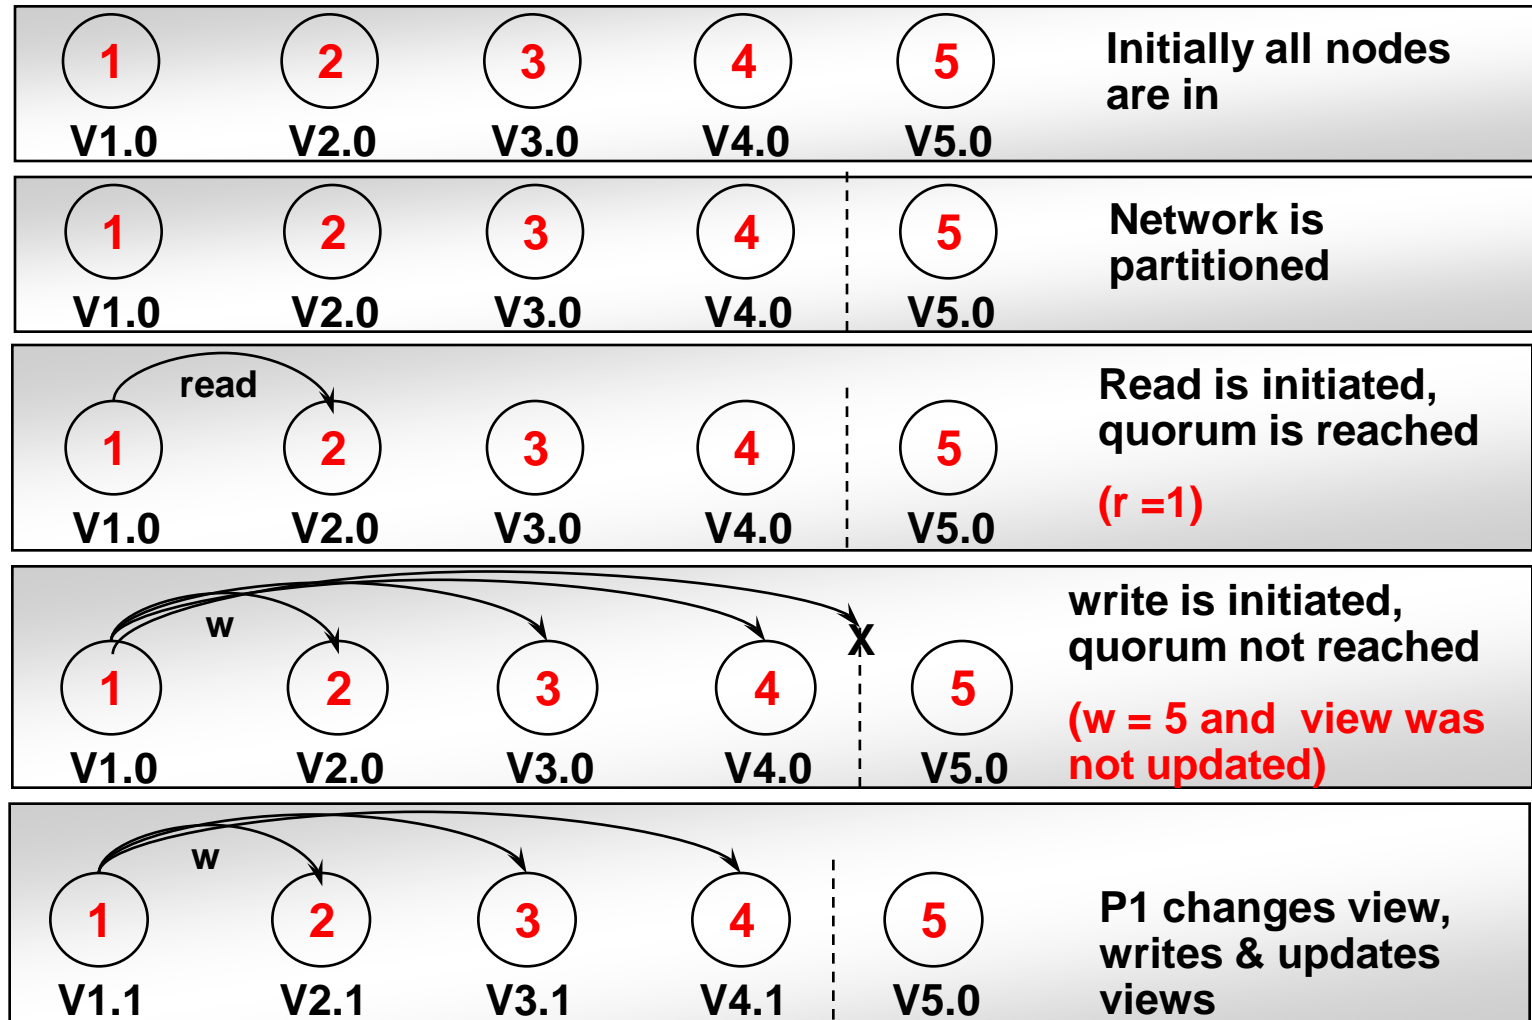 1 2 3 4 5
V1.0 V2.0 V3.0 V4.0 V5.0
Initially all nodes
are in
1 2 3 4 5
V1.0 V2.0 V3.0 V4.0 V5.0
Network is
partitioned
read
1 2 3 4 5
V1.0 V2.0 V3.0 V4.0 V5.0
Read is initiated,
quorum is reached
(r =1)
w
X
1 2 3 4 5
V1.0 V2.0 V3.0 V4.0 V5.0
write is initiated,
quorum not reached
(w = 5 and view was
not updated)
w
1 2 3 4 5
V1.1 V2.1 V3.1 V4.1 V5.0
P1 changes view,
writes & updates
views